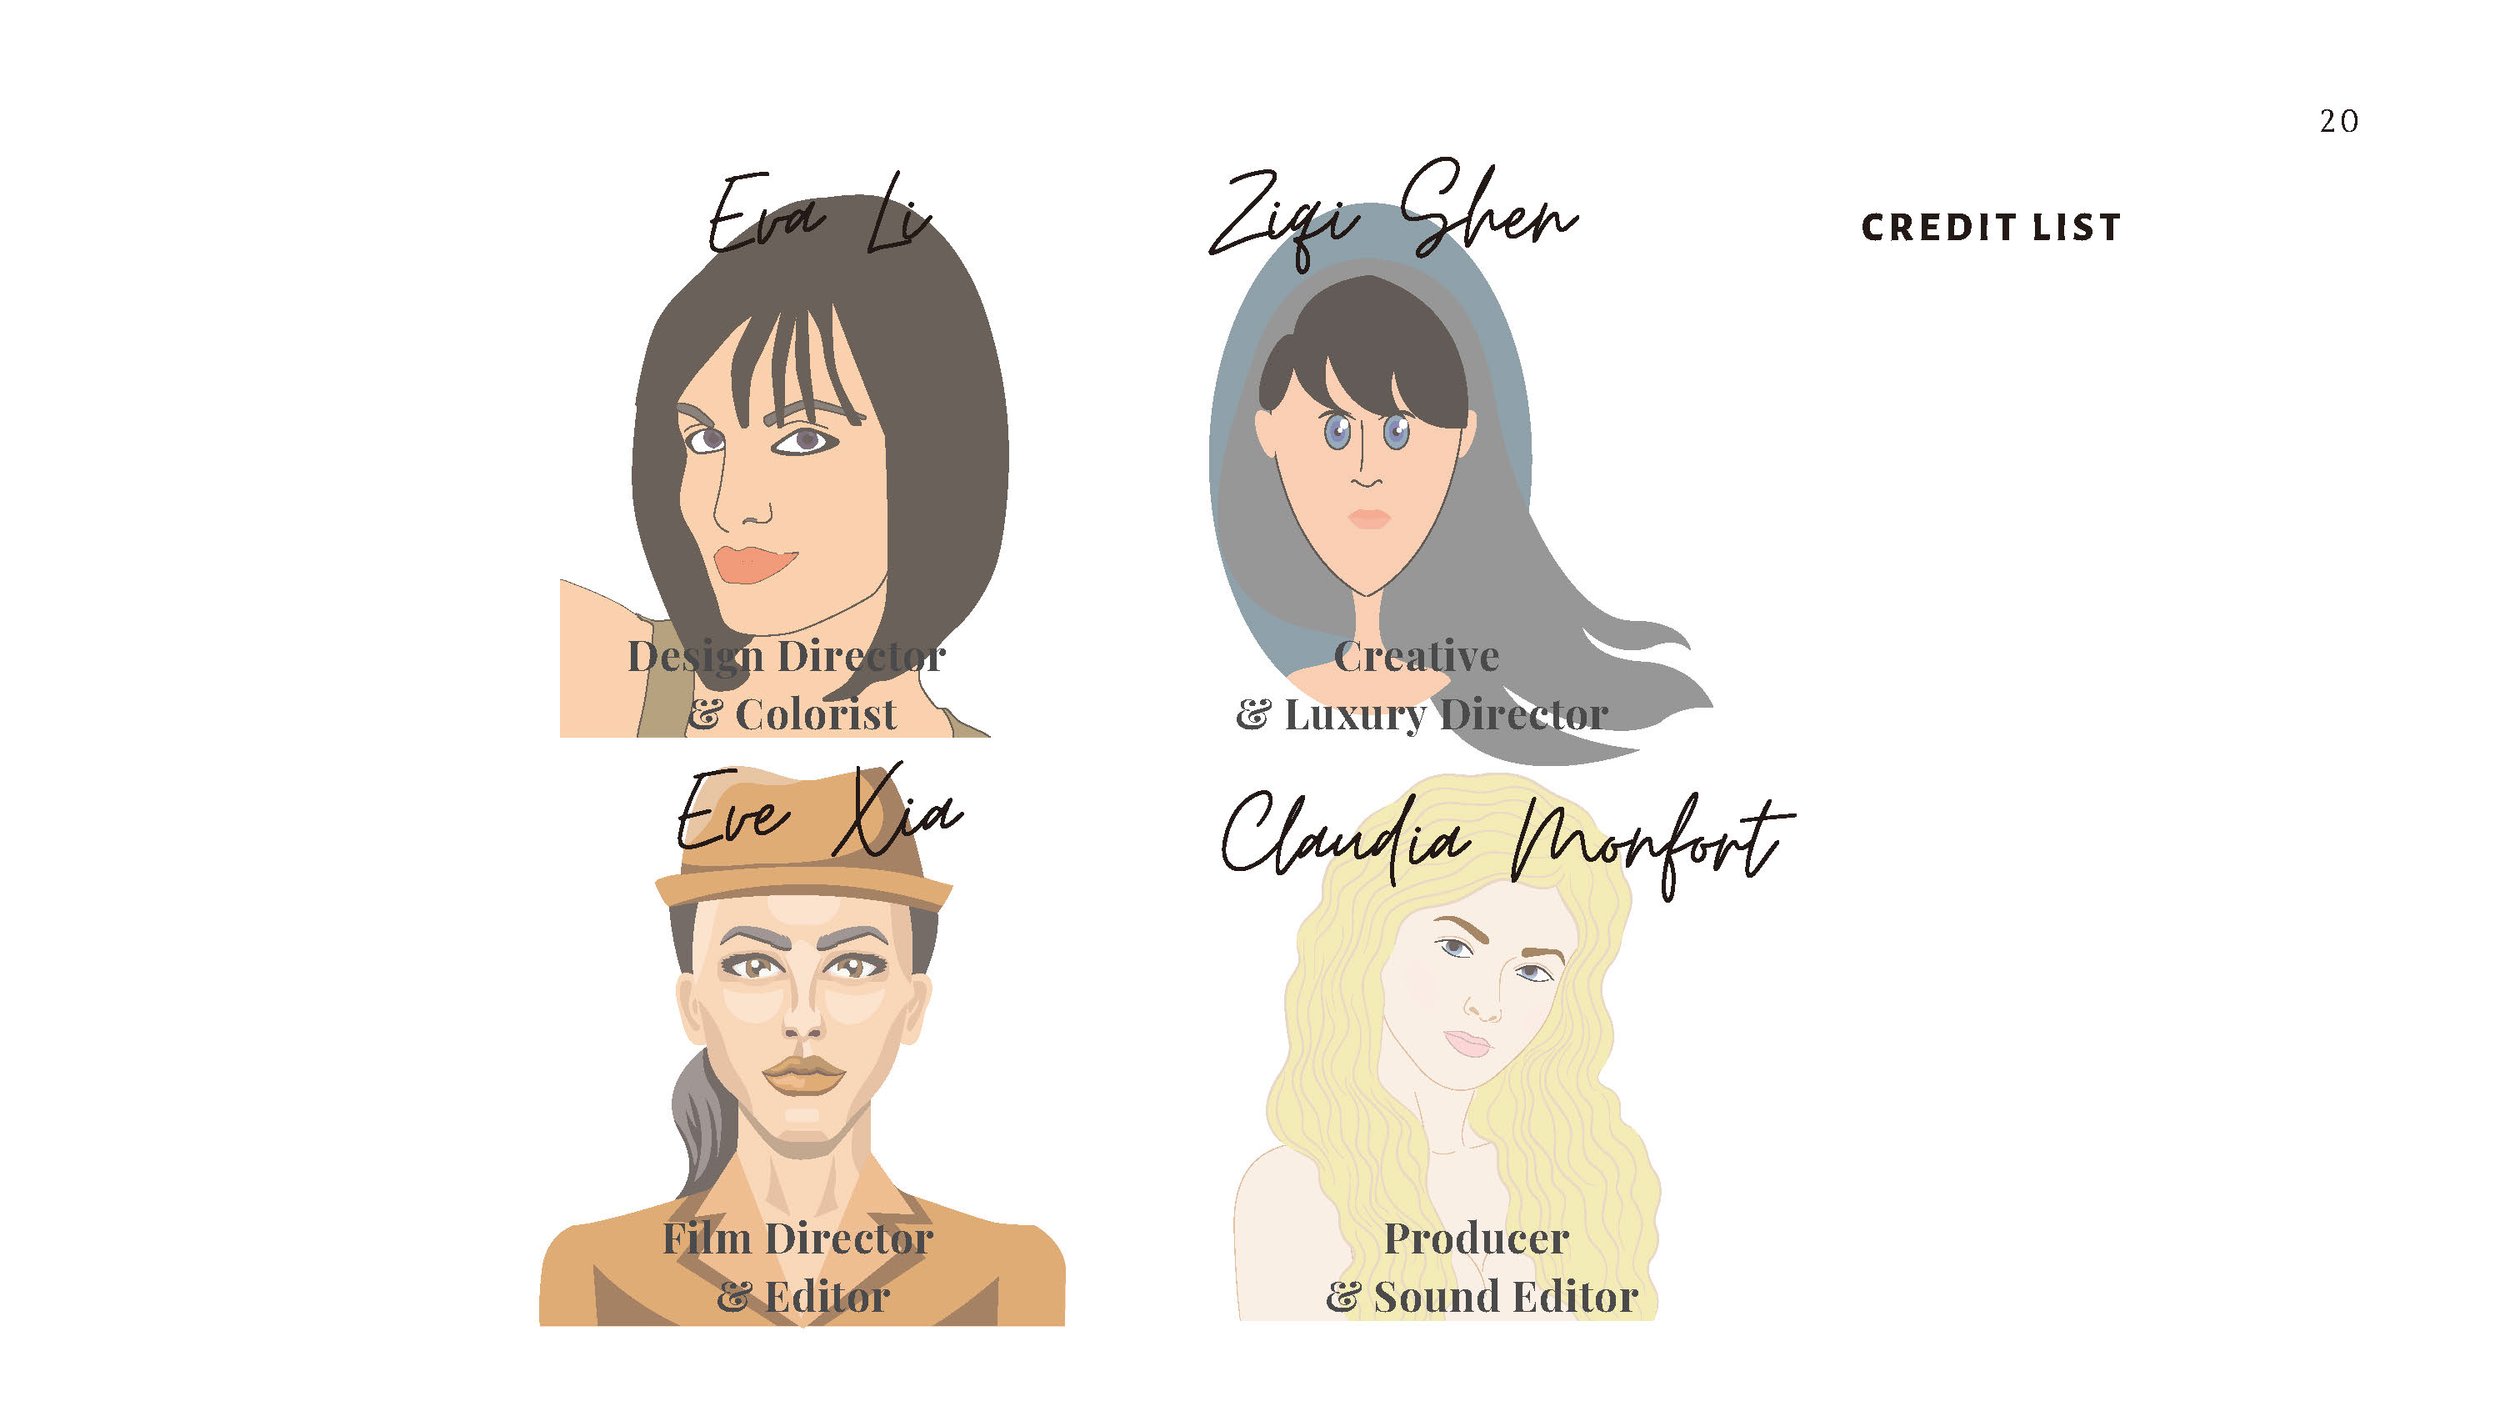 20
CREDIT LIST
Eva Li
Design Director
& Colorist
Ziqi Shen
Creative
& Luxury Director
Eve Xia
Film Director
& Editor
Claudia Monfort
Producer
& Sound Editor